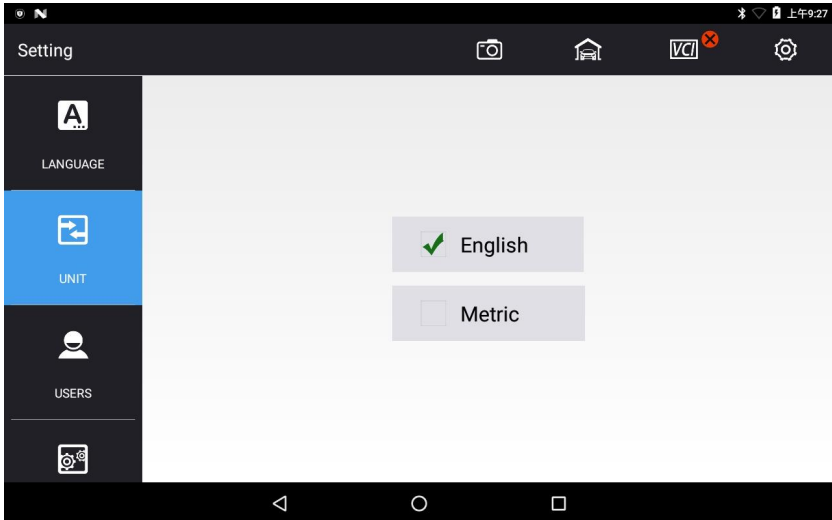 上午9:27
Setting
VCI
LANGUAGE
UNIT
USERS
English
Metric